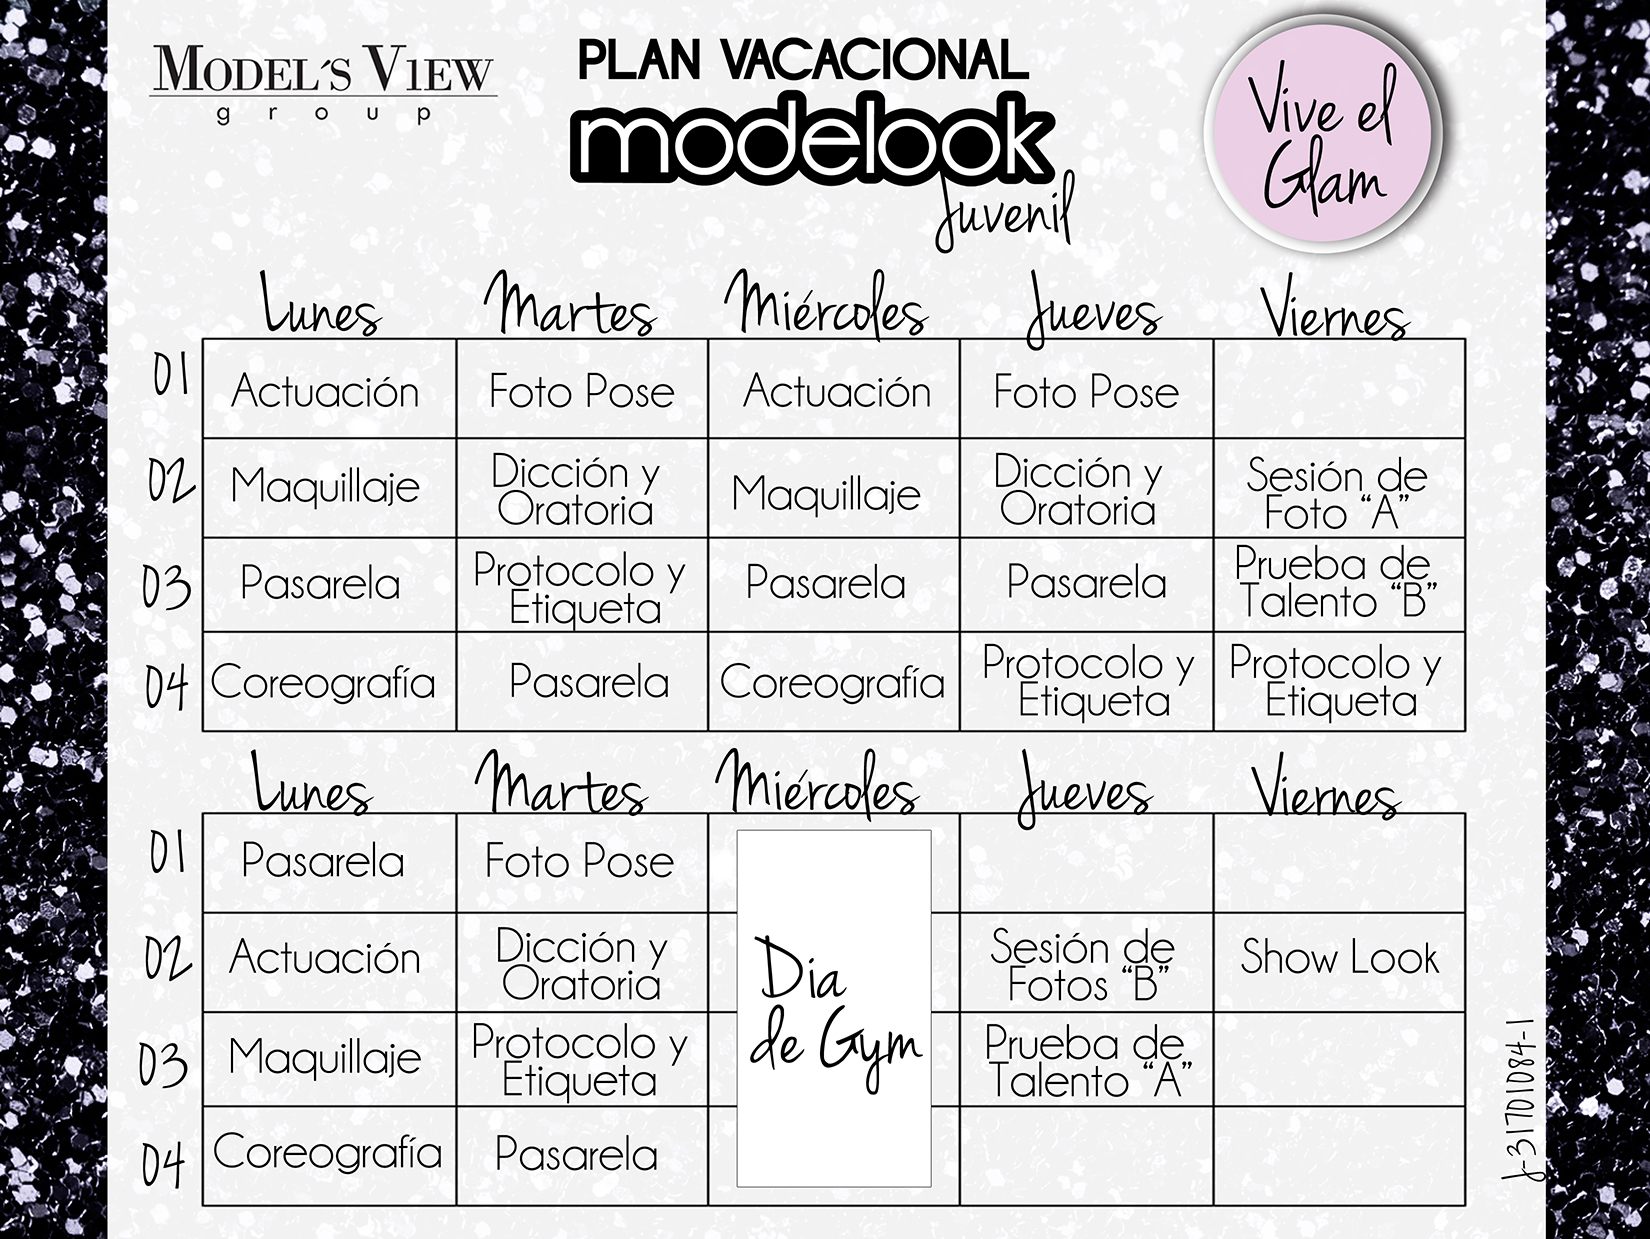 MODEL´S V1EW
group
PLAN VACACIONAL
modelook
Juvenil
Vive el
Glam
Lunes Martes Miércoles Jueves Viernes
01 Actuación Foto Pose Actuación Foto Pose
02 Maquillaje Dicción y Oratoria Maquillaje Dicción y Oratoria Sesión de Foto “A”
03 Pasarela Protocolo y Etiqueta Pasarela Pasarela Prueba de Talento “B”
04 Coreografía Pasarela Coreografía Protocolo y Etiqueta Protocolo y Etiqueta
Lunes Martes Miércoles Jueves Viernes
01 Pasarela Foto Pose
02 Actuación Dicción y Oratoria Sesión de Fotos “B” Show Look
03 Maquillaje Protocolo y Etiqueta Prueba de Talento “A”
04 Coreografía Pasarela
Dia
de Gym
J-31701084-1